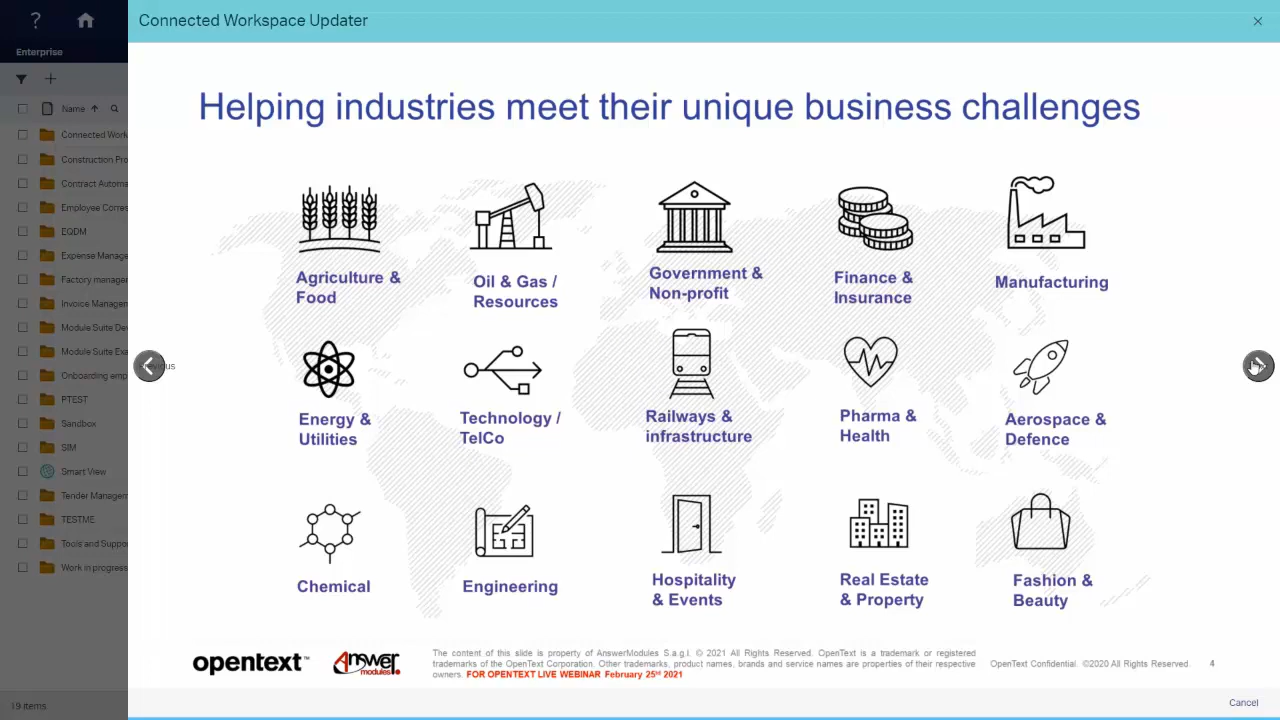 Connected Workspace Updater
Enterprise
Name
Connected Work
Construction Pro
Contract Automa
Employee Corres
EQDM
Expense Manage
Factory manager
Invoice Managem
Module Suite Dev
Module Suite Exa
Onboarding emp
PTEST
Sandbox
SIM
Smart View
Tender Managem
TESTME
Tools and Suppo
Work in progress
19 items
Helping industries meet their unique business challenges
Agriculture &
Food
Oil & Gas /
Resources
Government &
Non-profit
Finance &
Insurance
Manufacturing
Energy &
Utilities
Technology /
TelCo
Railways &
infrastructure
Pharma &
Health
Aerospace &
Defence
Chemical
Engineering
Hospitality
& Events
Real Estate
& Property
Fashion &
Beauty
opentext™
Answer
modules
The content of this slide is property of AnswerModules S.a.g.l. © 2021 All Rights Reserved. OpenText is a trademark or registered
trademarks of the OpenText Corporation. Other trademarks, product names, brands and service names are properties of their respective
owners. FOR OPENTEXT LIVE WEBINAR February 25th 2021
OpenText Confidential. ©2020 All Rights Reserved.
4
Cancel